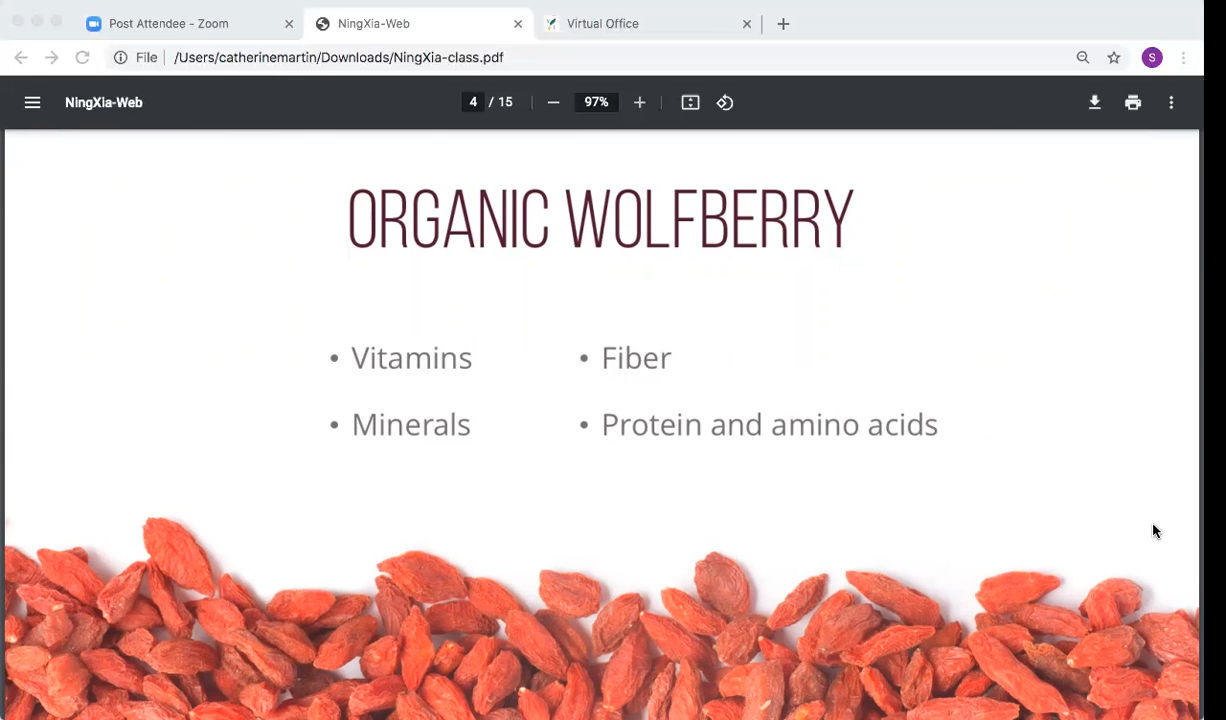 Post Attendee - Zoom
NingXia-Web
Virtual Office
File
/Users/catherinemartin/Downloads/NingXia-class.pdf
S
NingXia-Web
4 / 15
97%
ORGANIC WOLFBERRY
• Vitamins
• Fiber
• Minerals
• Protein and amino acids